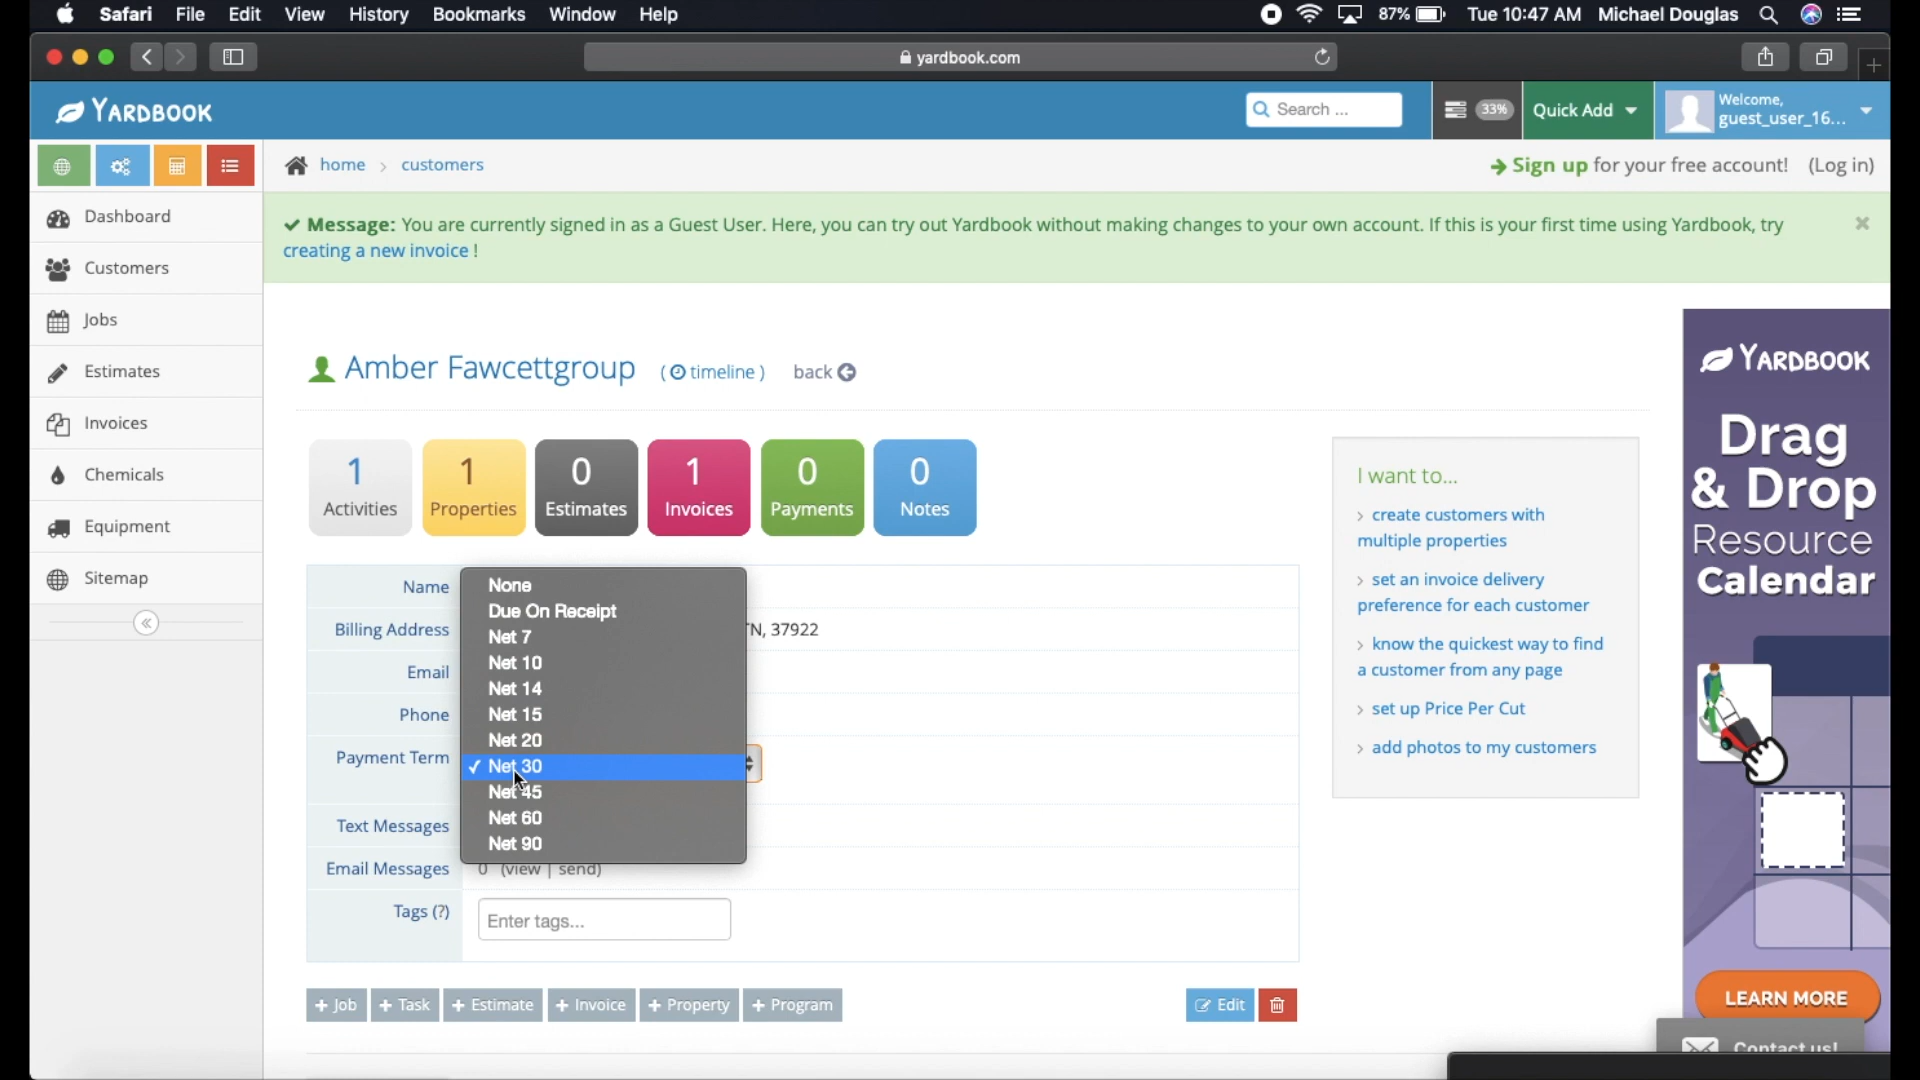 Safari File Edit View History Bookmarks Window Help 87% Tue 10:47 AM Michael Douglas
yardbook.com
YARDBOOK Search ... 33% Quick Add Welcome, guest_user_16...
home > customers Sign up for your free account! (Log in)
Dashboard
Customers
Jobs
Estimates
Invoices
Chemicals
Equipment
Sitemap
Message: You are currently signed in as a Guest User. Here, you can try out Yardbook without making changes to your own account. If this is your first time using Yardbook, try
creating a new invoice !
Amber Fawcettgroup ( timeline ) back
1 Activities
1 Properties
0 Estimates
1 Invoices
0 Payments
0 Notes
Name
Billing Address TN, 37922
Email
Phone
Payment Term
Text Messages
Email Messages 0 (view | send)
Tags (?) Enter tags...
None
Due On Receipt
Net 7
Net 10
Net 14
Net 15
Net 20
✓ Net 30
Net 45
Net 60
Net 90
+ Job + Task + Estimate + Invoice + Property + Program Edit
I want to...
> create customers with
multiple properties
> set an invoice delivery
preference for each customer
> know the quickest way to find
a customer from any page
> set up Price Per Cut
> add photos to my customers
YARDBOOK
Drag
& Drop
Resource
Calendar
LEARN MORE
Contact us!